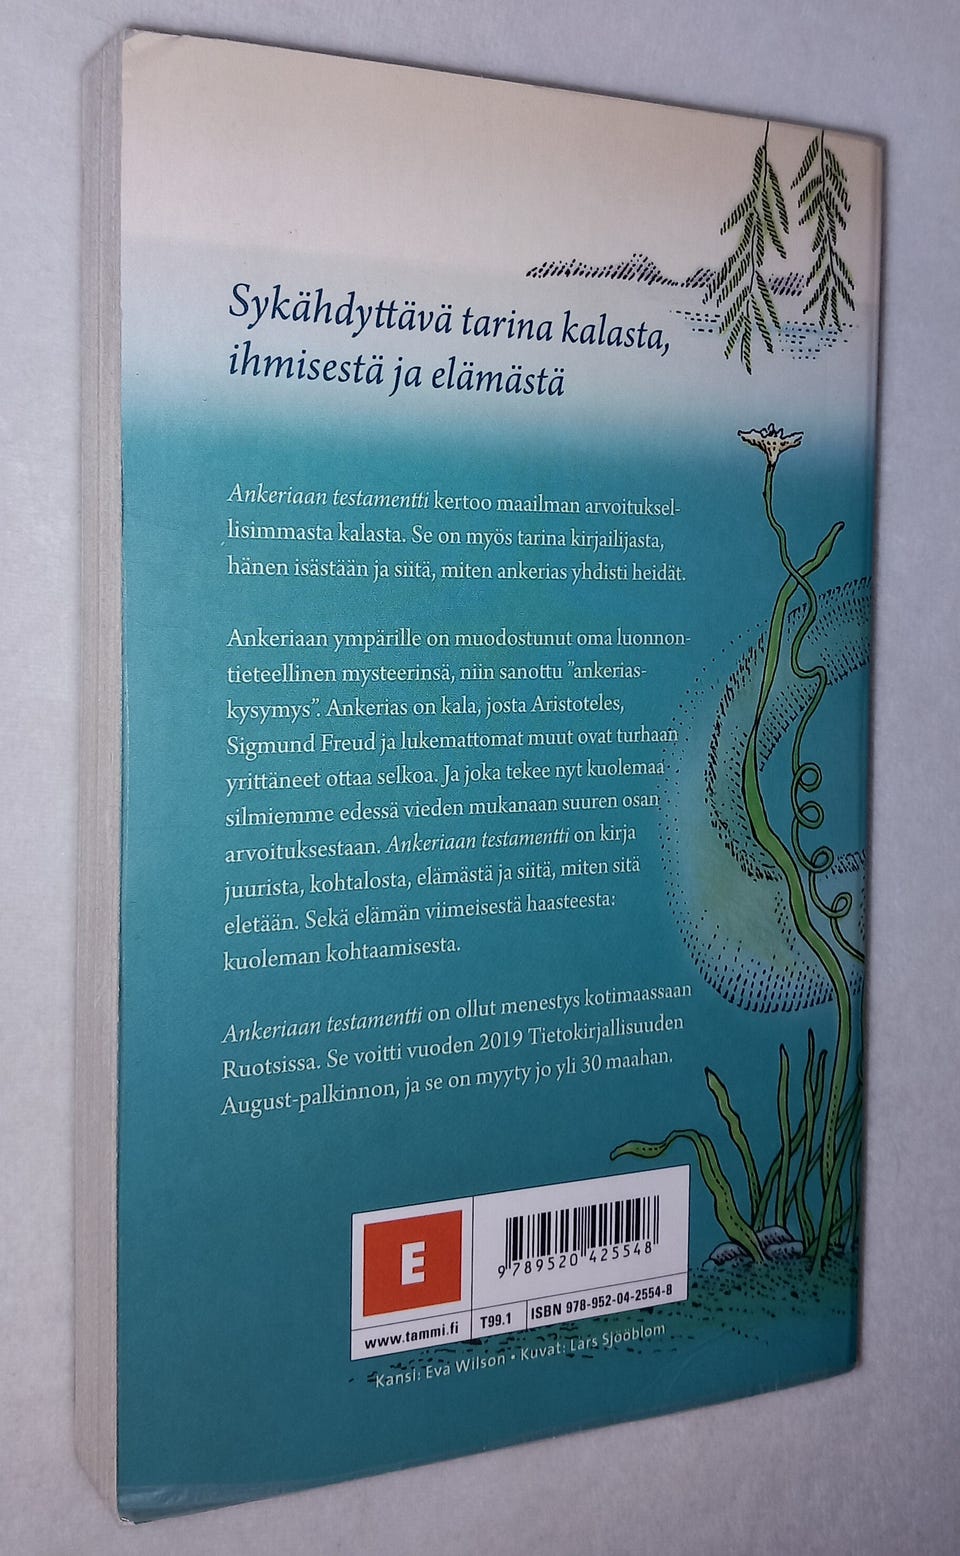 Sykähdyttävä tarina kalasta,
ihmisestä ja elämästä
Ankeriaan testamentti kertoo maailman arvoituksel-
lisimmasta kalasta. Se on myös tarina kirjailijasta,
hänen isästään ja siitä, miten ankerias yhdisti heidät.
Ankeriaan ympärille on muodostunut oma luonnon-
tieteellinen mysteerinsä, niin sanottu ”ankerias-
kysymys”. Ankerias on kala, josta Aristoteles,
Sigmund Freud ja lukemattomat muut ovat turhaan
yrittäneet ottaa selkoa. Ja joka tekee nyt kuolemaa
silmiemme edessä vieden mukanaan suuren osan
arvoituksestaan. Ankeriaan testamentti on kirja
juurista, kohtalosta, elämästä ja siitä, miten sitä
eletään. Sekä elämän viimeisestä haasteesta:
kuoleman kohtaamisesta.
Ankeriaan testamentti on ollut menestys kotimaassaan
Ruotsissa. Se voitti vuoden 2019 Tietokirjallisuuden
August-palkinnon, ja se on myyty jo yli 30 maahan.
E
9 789520 425548
www.tammi.fi T99.1 ISBN 978-952-04-2554-8
Kansi: Eva Wilson • Kuvat: Lars Sjööblom